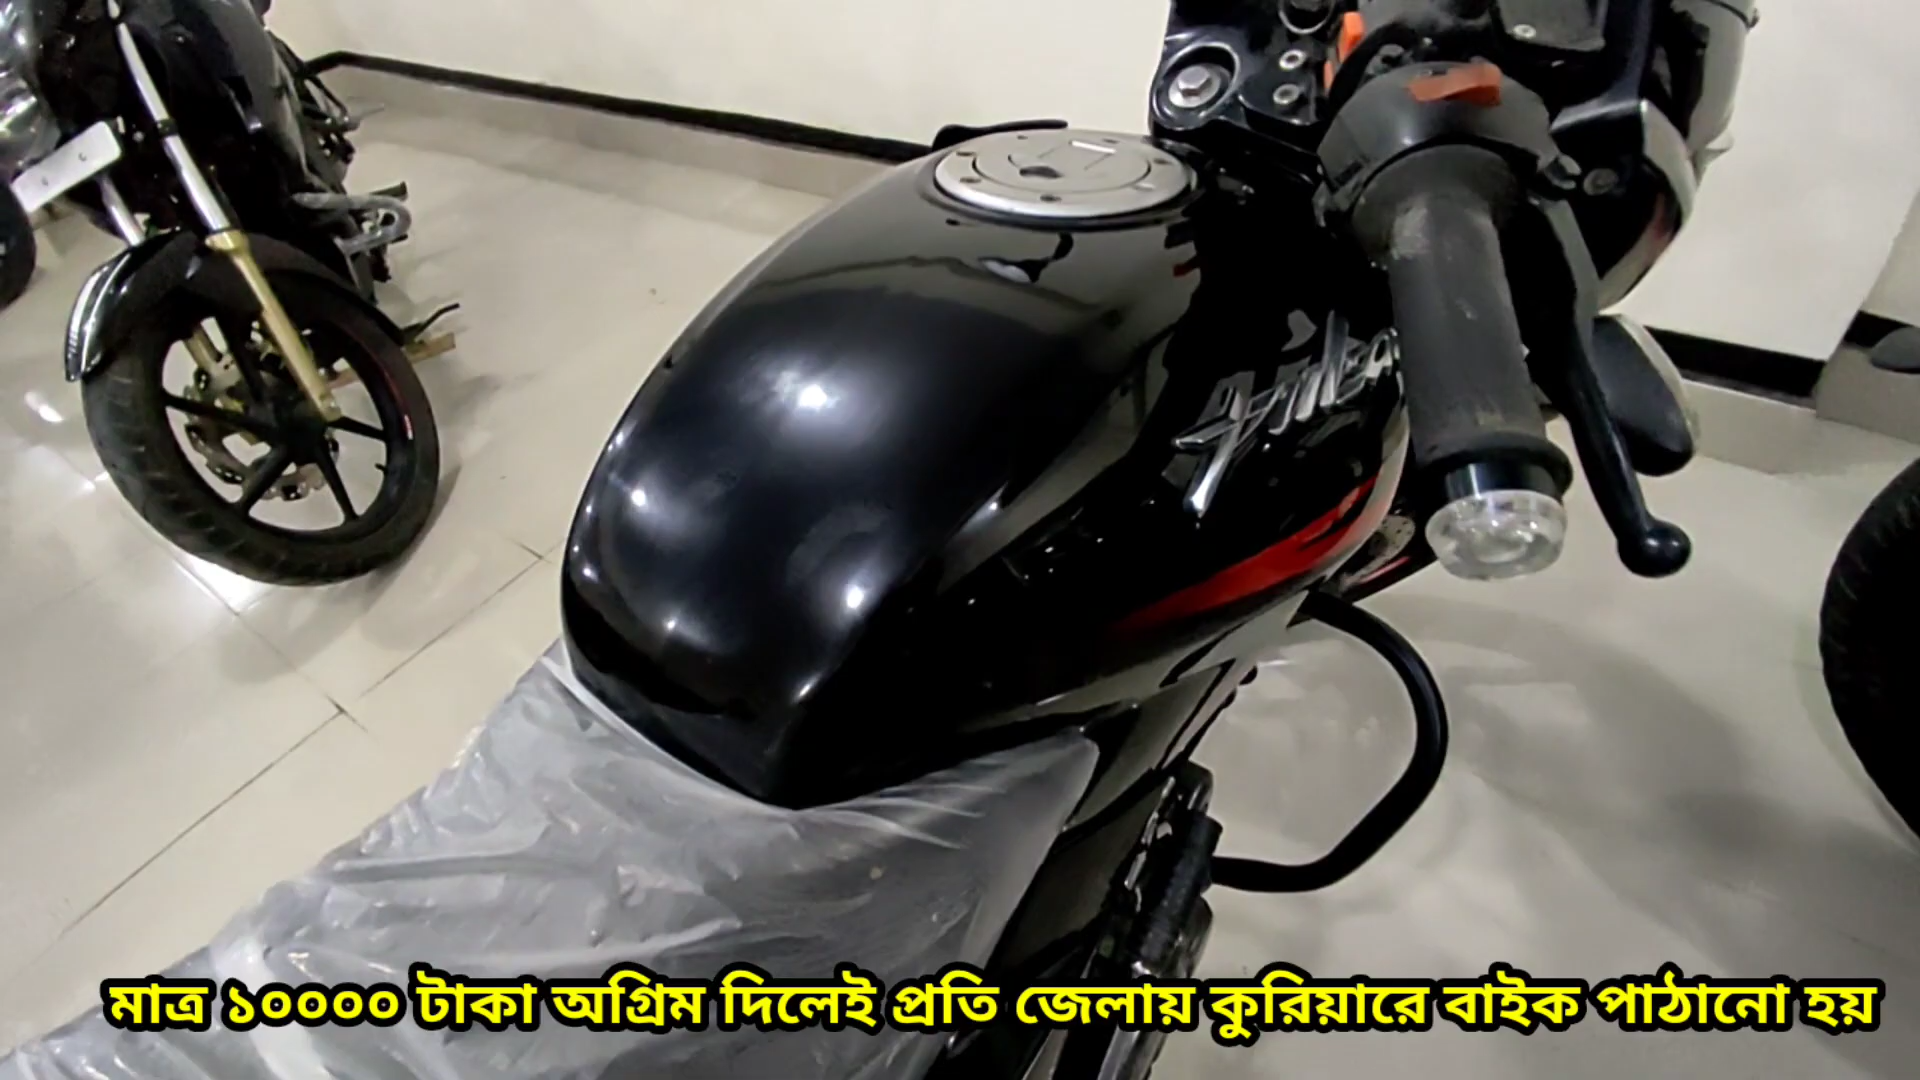 মাত্র ১০০০০ টাকা অগ্রিম দিলেই প্রতি জেলায় কুরিয়ারে বাইক পাঠানো হয়